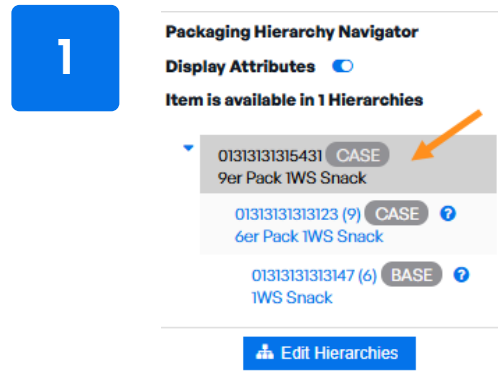 1
Packaging Hierarchy Navigator
Display Attributes
Item is available in 1 Hierarchies
01313131315431 CASE
9er Pack 1WS Snack
01313131313123 (9) CASE ?
6er Pack 1WS Snack
01313131313147 (6) BASE ?
1WS Snack
Edit Hierarchies